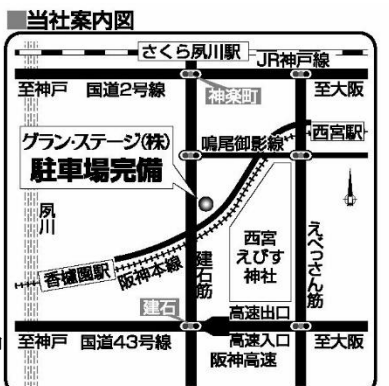 ■当社案内図
さくら夙川駅
JR神戸線
至神戸
国道2号線
神楽町
至大阪
グラン・ステージ(株)
駐車場完備
鳴尾御影線
西宮駅
夙川
西宮
えびす
神社
えべっさん筋
香櫨園駅
阪神本線
建石筋
建石
高速出口
高速入口
至神戸
国道43号線
阪神高速
至大阪